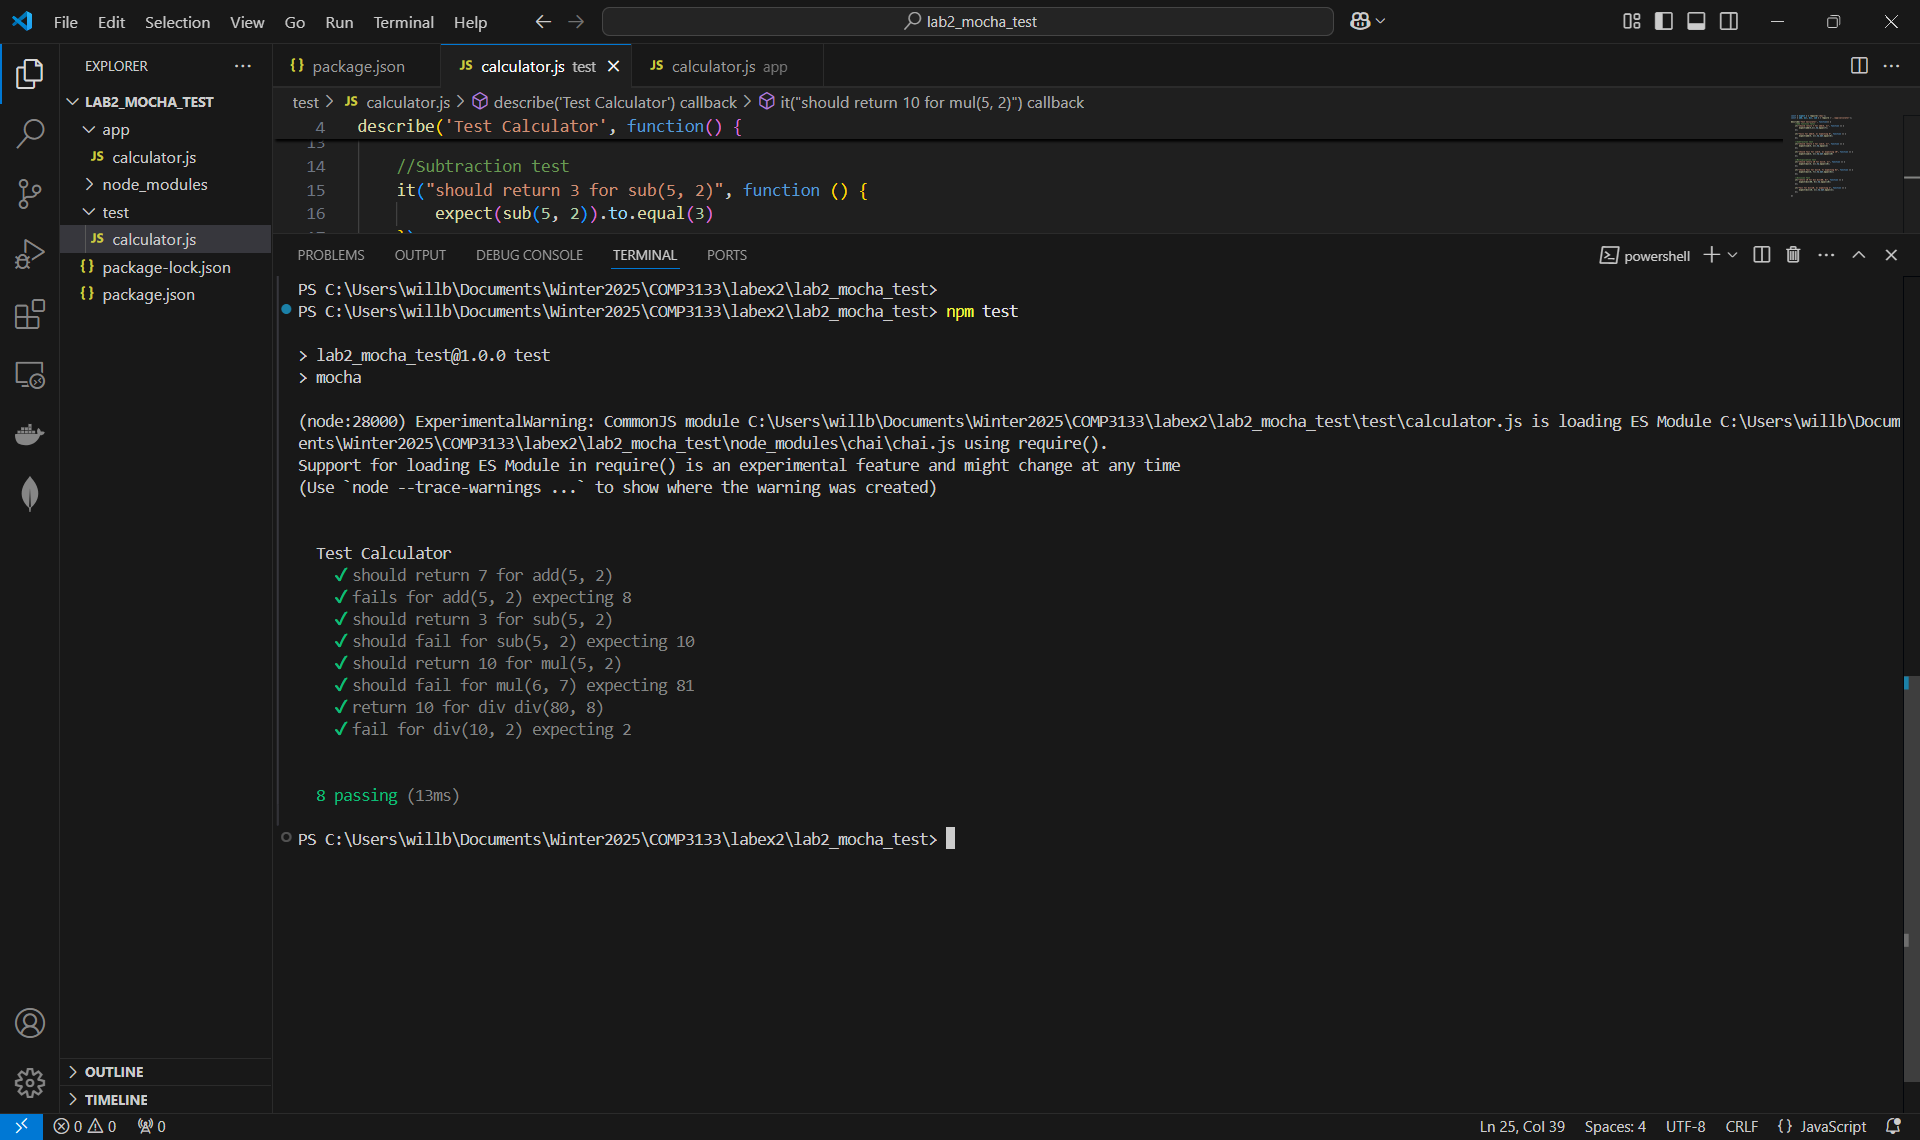 File Edit Selection View Go Run Terminal Help
lab2_mocha_test
EXPLORER
LAB2_MOCHA_TEST
app
JS calculator.js
node_modules
test
JS calculator.js
{} package-lock.json
{} package.json
OUTLINE
TIMELINE
{} package.json
JS calculator.js test
JS calculator.js app
test > JS calculator.js > describe('Test Calculator') callback > it("should return 10 for mul(5, 2)") callback
4 describe('Test Calculator', function() {
13
14 //Subtraction test
15 it("should return 3 for sub(5, 2)", function () {
16 expect(sub(5, 2)).to.equal(3)
PROBLEMS OUTPUT DEBUG CONSOLE TERMINAL PORTS
powershell
PS C:\Users\willb\Documents\Winter2025\COMP3133\labex2\lab2_mocha_test>
PS C:\Users\willb\Documents\Winter2025\COMP3133\labex2\lab2_mocha_test> npm test
> lab2_mocha_test@1.0.0 test
> mocha
(node:28000) ExperimentalWarning: CommonJS module C:\Users\willb\Documents\Winter2025\COMP3133\labex2\lab2_mocha_test\test\calculator.js is loading ES Module C:\Users\willb\Docum
ents\Winter2025\COMP3133\labex2\lab2_mocha_test\node_modules\chai\chai.js using require().
Support for loading ES Module in require() is an experimental feature and might change at any time
(Use `node --trace-warnings ...` to show where the warning was created)
Test Calculator
✓ should return 7 for add(5, 2)
✓ fails for add(5, 2) expecting 8
✓ should return 3 for sub(5, 2)
✓ should fail for sub(5, 2) expecting 10
✓ should return 10 for mul(5, 2)
✓ should fail for mul(6, 7) expecting 81
✓ return 10 for div div(80, 8)
✓ fail for div(10, 2) expecting 2
8 passing (13ms)
PS C:\Users\willb\Documents\Winter2025\COMP3133\labex2\lab2_mocha_test>
0 0 0
Ln 25, Col 39 Spaces: 4 UTF-8 CRLF {} JavaScript